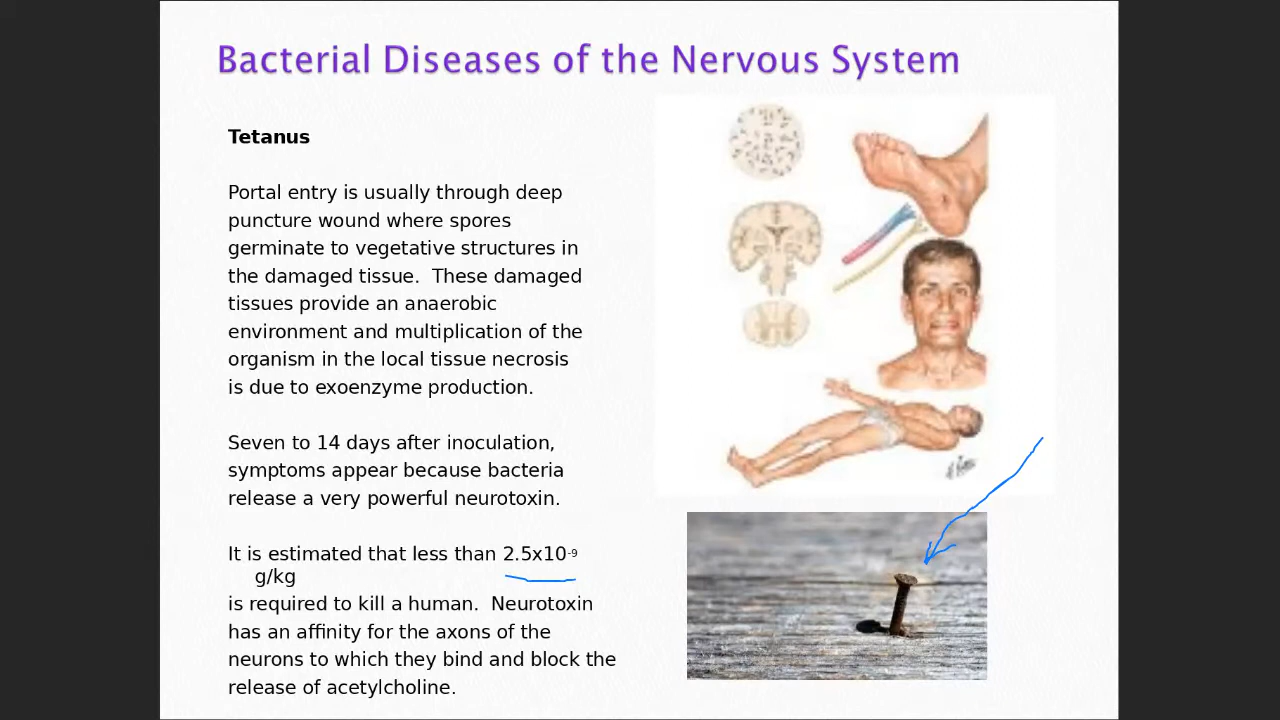 Bacterial Diseases of the Nervous System
Tetanus
Portal entry is usually through deep
puncture wound where spores
germinate to vegetative structures in
the damaged tissue.  These damaged
tissues provide an anaerobic
environment and multiplication of the
organism in the local tissue necrosis
is due to exoenzyme production.
Seven to 14 days after inoculation,
symptoms appear because bacteria
release a very powerful neurotoxin.
It is estimated that less than 2.5x10-9
g/kg
is required to kill a human.  Neurotoxin
has an affinity for the axons of the
neurons to which they bind and block the
release of acetylcholine.